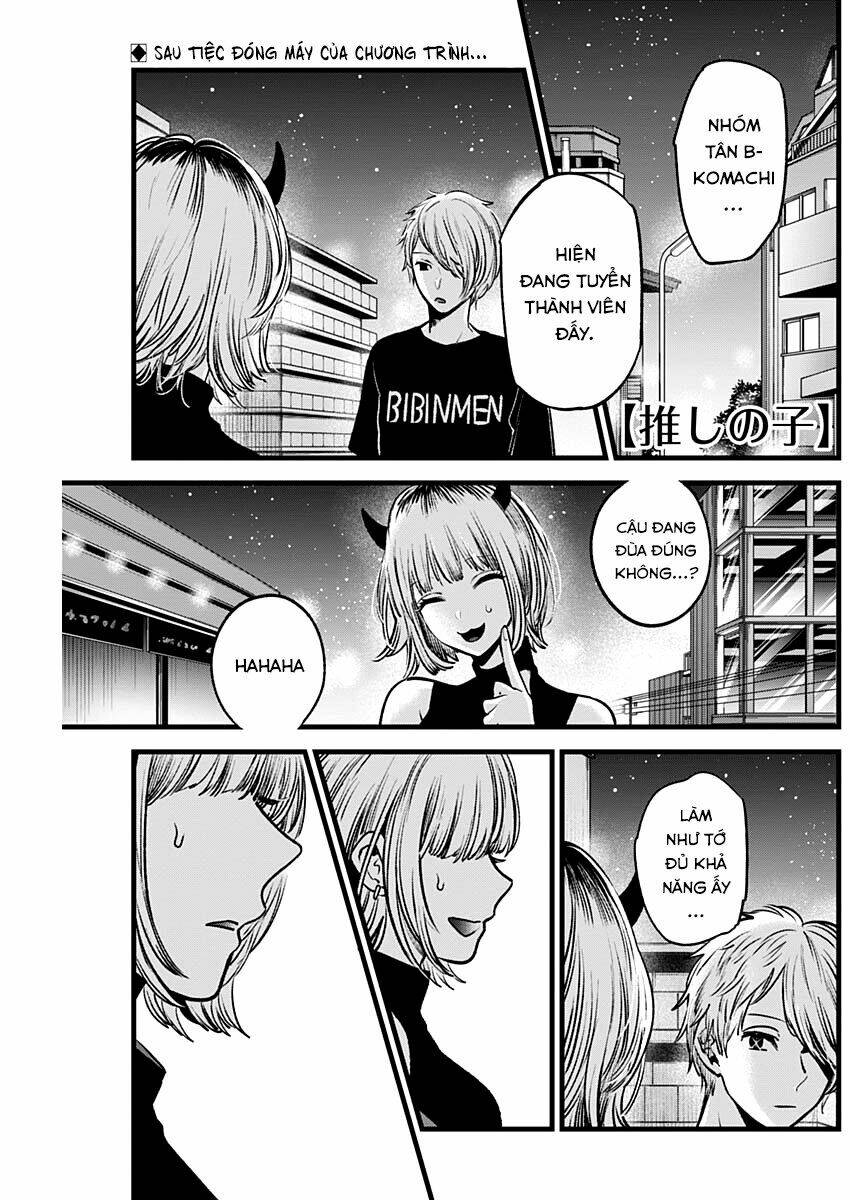 SAU TIỆC ĐÓNG MÁY CỦA CHƯƠNG TRÌNH...
NHÓM
TÂN B-
KOMACHI
...
HIỆN
ĐANG TUYỂN
THÀNH VIÊN
ĐẤY.
BIBINMEN
【推しの子】
CẬU ĐANG
ĐÙA ĐÚNG
KHÔNG...?
HAHAHA
LÀM
NHƯ TỚ
ĐỦ KHẢ
NĂNG ẤY
...